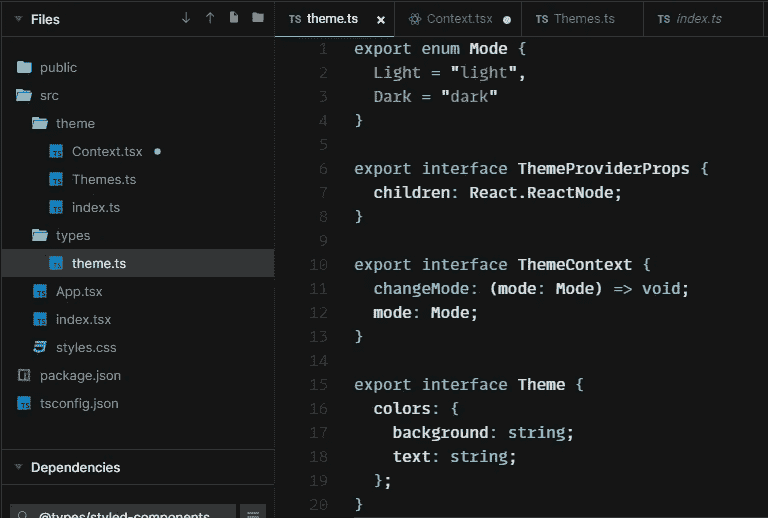 Files
public
src
theme
Context.tsx
Themes.ts
index.ts
types
theme.ts
App.tsx
index.tsx
styles.css
package.json
tsconfig.json
Dependencies
@types/styled-components
TS theme.ts
Context.tsx
TS Themes.ts
TS index.ts
1 export enum Mode {
2 Light = "light",
3 Dark = "dark"
4 }
5
6 export interface ThemeProviderProps {
7 children: React.ReactNode;
8 }
9
10 export interface ThemeContext {
11 changeMode: (mode: Mode) => void;
12 mode: Mode;
13 }
14
15 export interface Theme {
16 colors: {
17 background: string;
18 text: string;
19 };
20 }